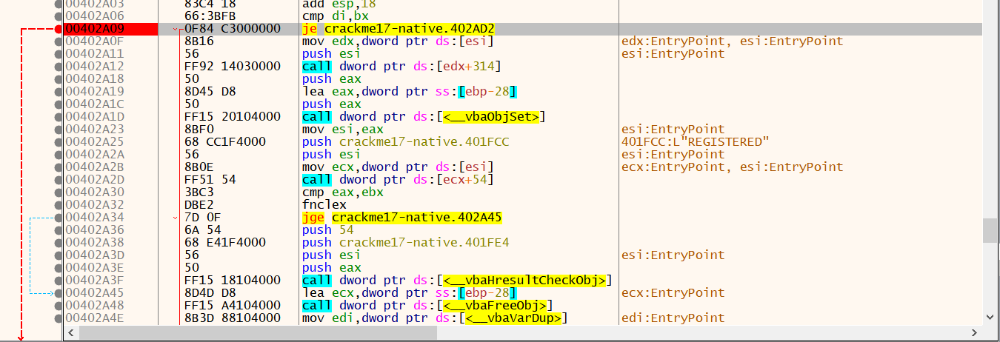 00402A03 83C4 18 add esp,18
00402A06 66:3BFB cmp di,bx
00402A09 0F84 C3000000 je crackme17-native.402AD2
00402A0F 8B16 mov edx,dword ptr ds:[esi] edx:EntryPoint, esi:EntryPoint
00402A11 56 push esi esi:EntryPoint
00402A12 FF92 14030000 call dword ptr ds:[edx+314]
00402A18 50 push eax
00402A19 8D45 D8 lea eax,dword ptr ss:[ebp-28]
00402A1C 50 push eax
00402A1D FF15 20104000 call dword ptr ds:[<__vbaObjSet>]
00402A23 8BF0 mov esi,eax esi:EntryPoint
00402A25 68 CC1F4000 push crackme17-native.401FCC 401FCC:L"REGISTERED"
00402A2A 56 push esi esi:EntryPoint
00402A2B 8B0E mov ecx,dword ptr ds:[esi] ecx:EntryPoint, esi:EntryPoint
00402A2D FF51 54 call dword ptr ds:[ecx+54]
00402A30 3BC3 cmp eax,ebx
00402A32 DBE2 fnclex
00402A34 7D 0F jge crackme17-native.402A45
00402A36 6A 54 push 54
00402A38 68 E41F4000 push crackme17-native.401FE4
00402A3D 56 push esi esi:EntryPoint
00402A3E 50 push eax
00402A3F FF15 18104000 call dword ptr ds:[<__vbaHresultCheckObj>]
00402A45 8D4D D8 lea ecx,dword ptr ss:[ebp-28] ecx:EntryPoint
00402A48 FF15 A4104000 call dword ptr ds:[<__vbaFreeObj>]
00402A4E 8B3D 88104000 mov edi,dword ptr ds:[<__vbaVarDup>] edi:EntryPoint